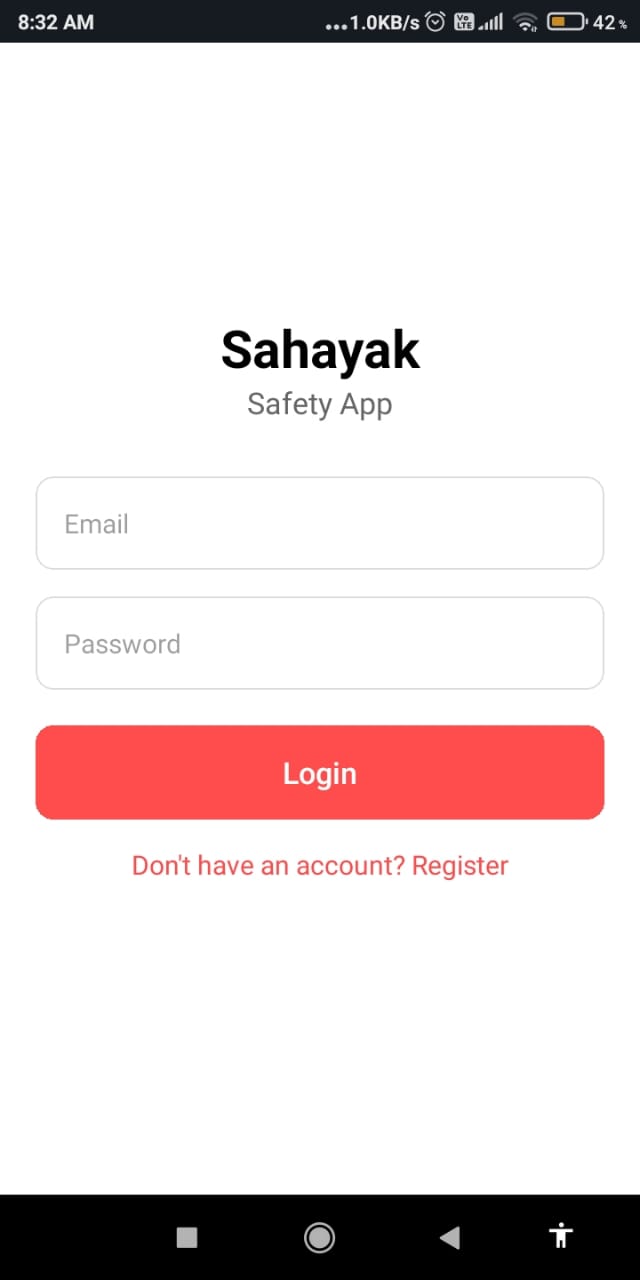 8:32 AM
...1.0KB/s Vo LTE 42%
Sahayak
Safety App
Email
Password
Login
Don't have an account? Register